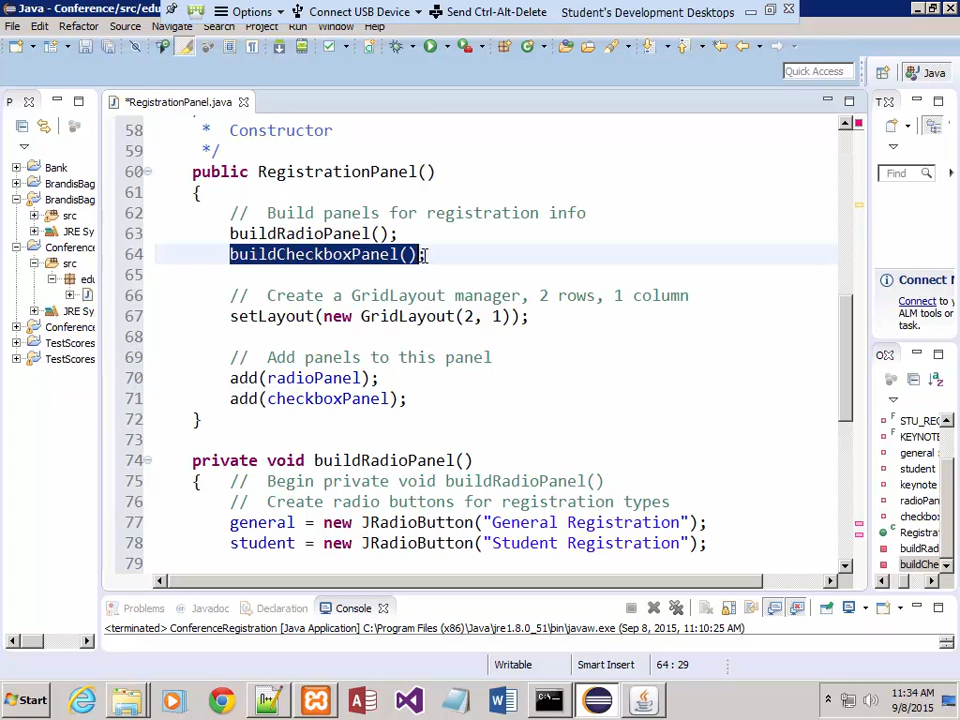 Java - Conference/src/edu
Options
Connect USB Device
Send Ctrl-Alt-Delete
Student's Development Desktops
File Edit Refactor Source Navigate Search Project Run Window Help
Quick Access
Java
P
*RegistrationPanel.java
T
Bank
BrandisBag
BrandisBag
src
JRE Sy
Conference
src
edu
J
JRE Sy
Conference
TestScores
TestScores
58 * Constructor
59 */
60 public RegistrationPanel()
61 {
62 // Build panels for registration info
63 buildRadioPanel();
64 buildCheckboxPanel();
65
66 // Create a GridLayout manager, 2 rows, 1 column
67 setLayout(new GridLayout(2, 1));
68
69 // Add panels to this panel
70 add(radioPanel);
71 add(checkboxPanel);
72 }
73
74 private void buildRadioPanel()
75 { // Begin private void buildRadioPanel()
76 // Create radio buttons for registration types
77 general = new JRadioButton("General Registration");
78 student = new JRadioButton("Student Registration");
79
Find
Connect M
Connect to your
ALM tools or
task.
O
STU_REG
KEYNOTE
general :
student
keynote
radioPan
checkbox
Registra
buildRad
buildChe
Problems
Javadoc
Declaration
Console
<terminated> ConferenceRegistration [Java Application] C:\Program Files (x86)\Java\jre1.8.0_51\bin\javaw.exe (Sep 8, 2015, 11:10:25 AM)
Writable
Smart Insert
64 : 29
Start
11:34 AM
9/8/2015